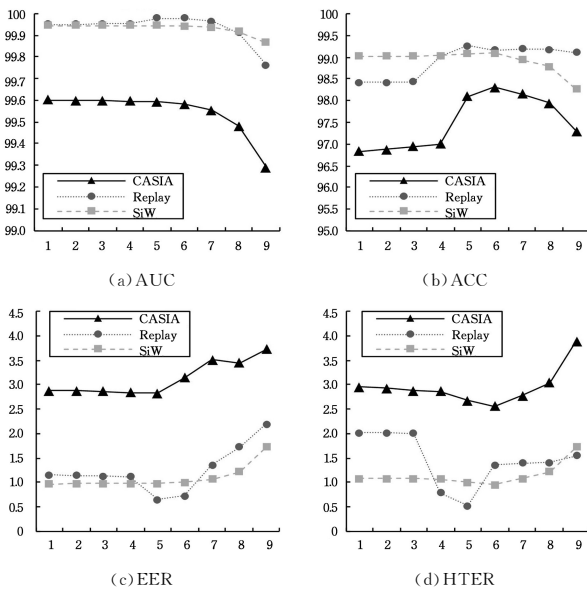 100
99.9
99.8
99.7
99.6
99.5
99.4
99.3
99.2
99.1
99.0
CASIA
Replay
SiW
1 2 3 4 5 6 7 8 9
(a)AUC
100
99.5
99.0
98.5
98.0
97.5
97.0
96.5
96.0
95.5
95.0
CASIA
Replay
SiW
1 2 3 4 5 6 7 8 9
(b)ACC
4.5
4.0
3.5
3.0
2.5
2.0
1.5
1.0
0.5
0
CASIA
Replay
SiW
1 2 3 4 5 6 7 8 9
(c)EER
4.5
4.0
3.5
3.0
2.5
2.0
1.5
1.0
0.5
0
CASIA
Replay
SiW
1 2 3 4 5 6 7 8 9
(d)HTER